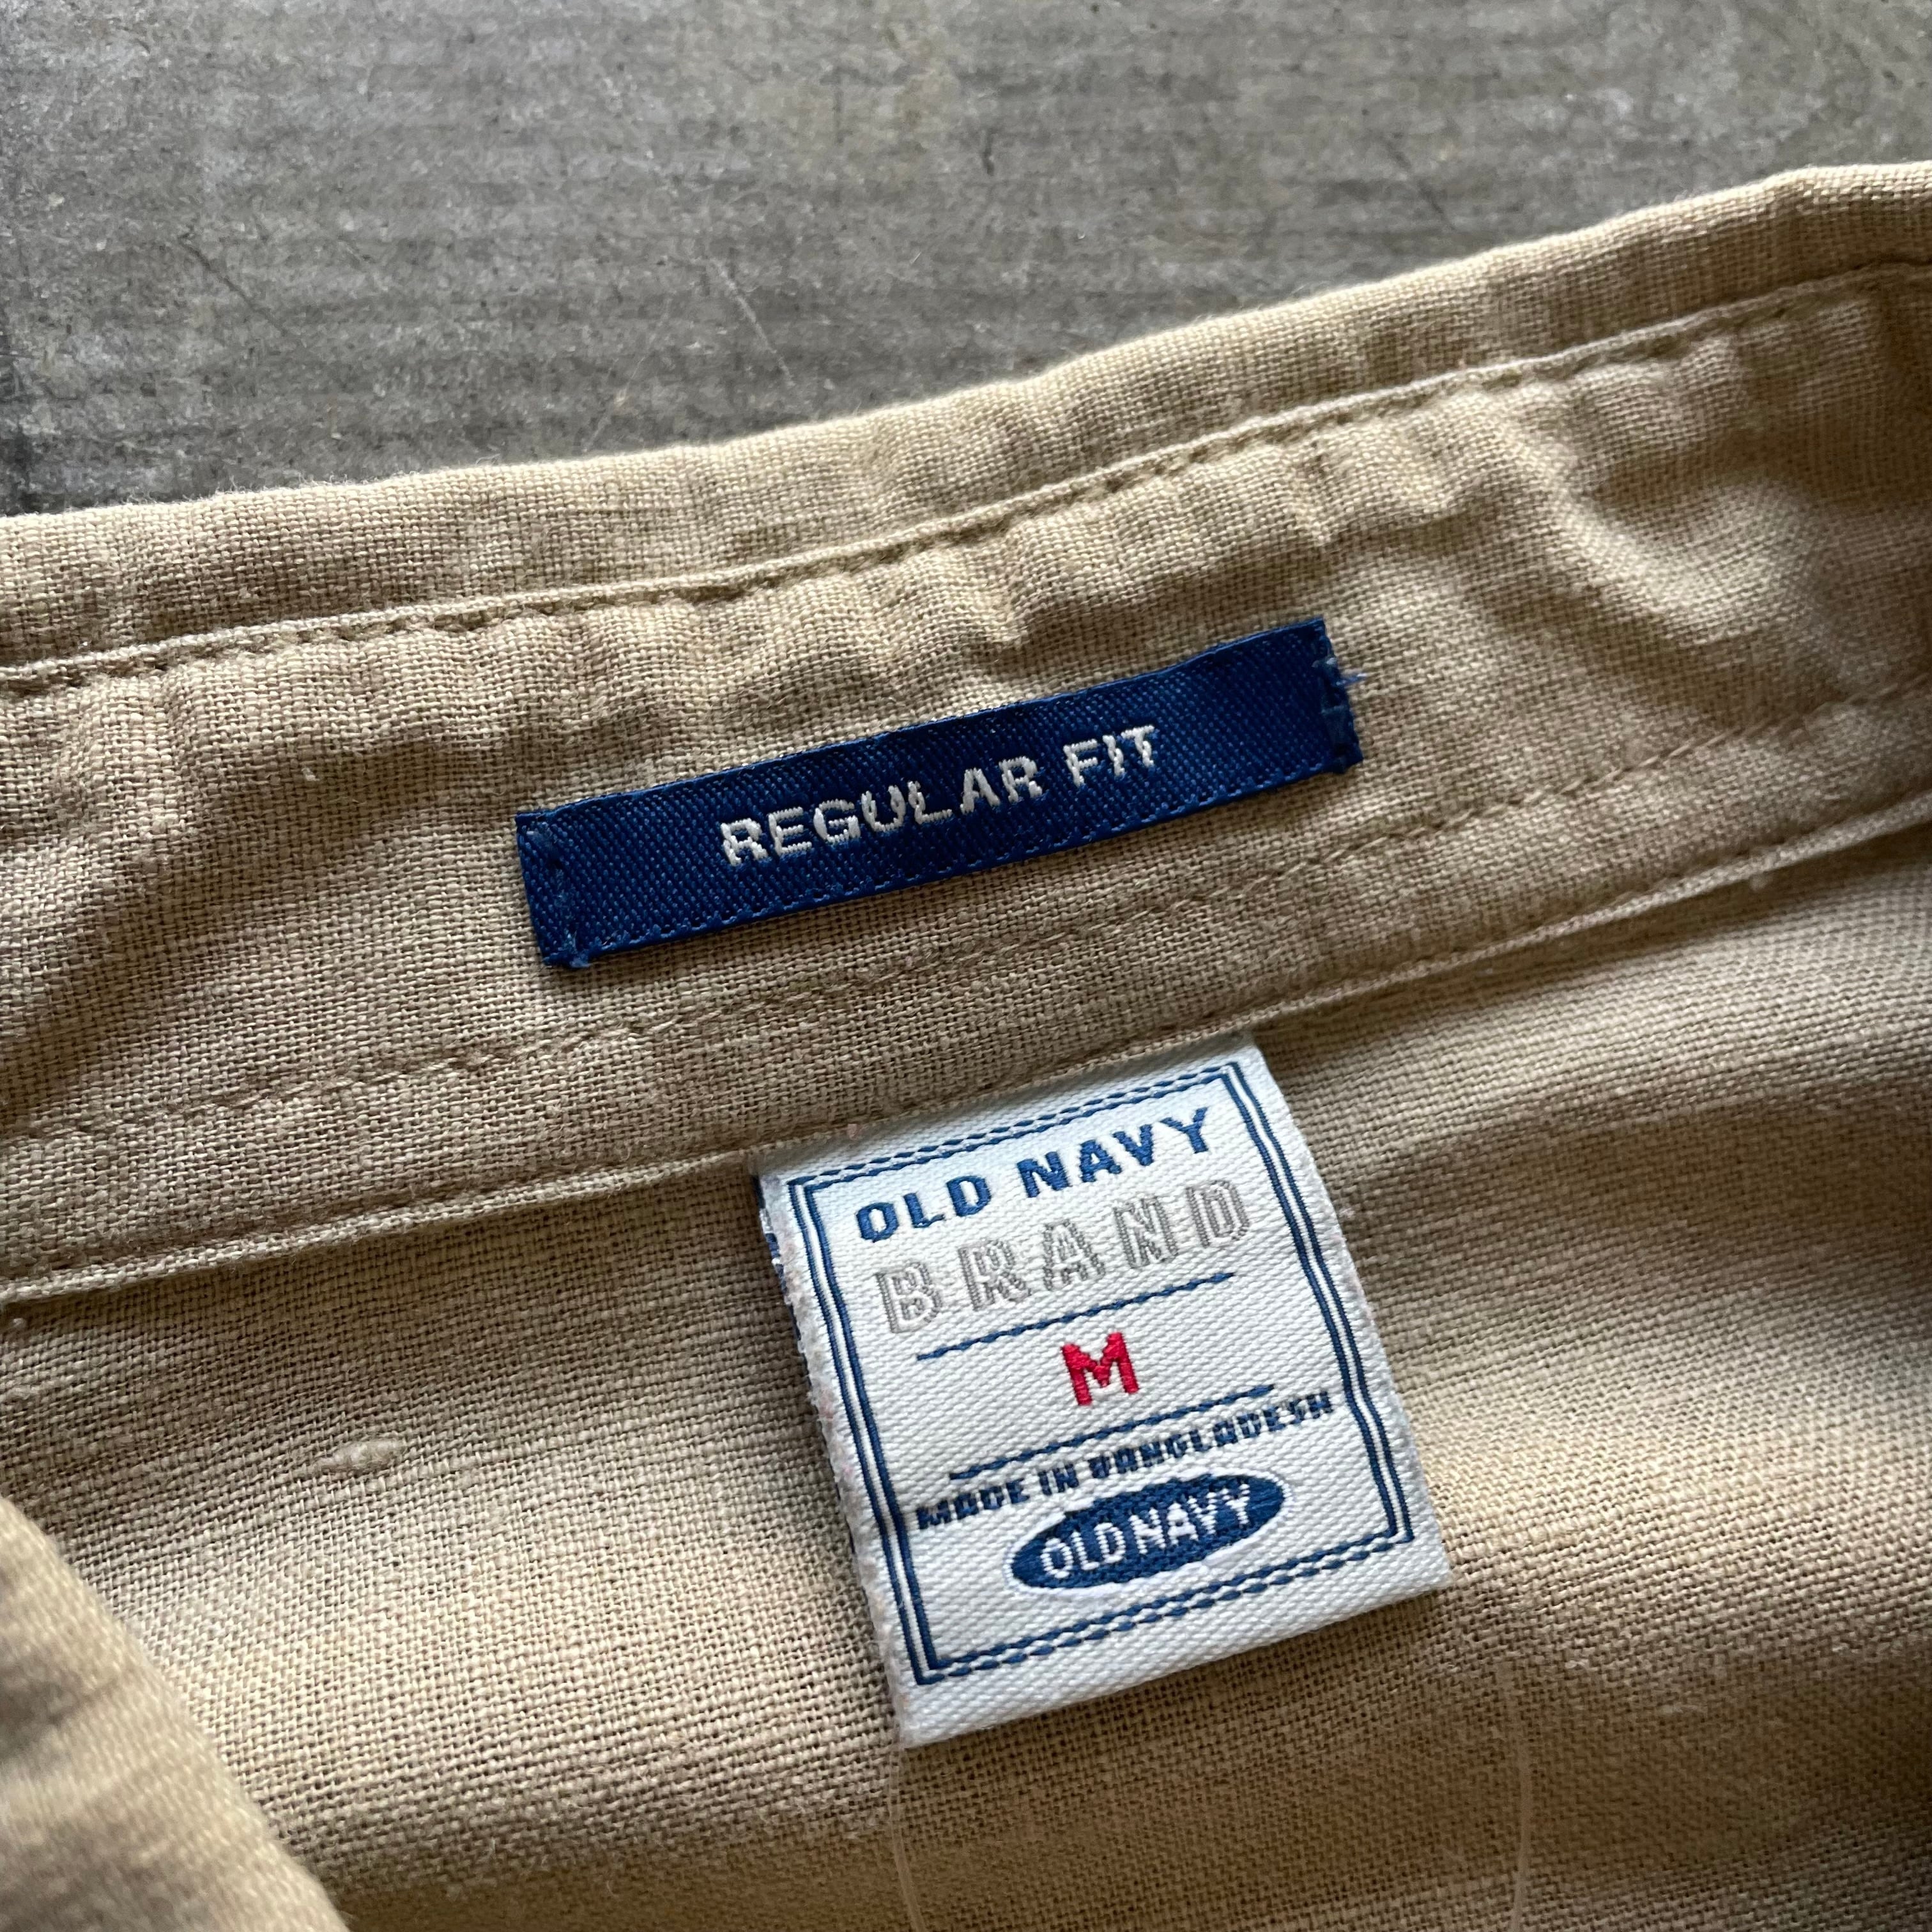 REGULAR FIT
OLD NAVY
BRAND
M
MADE IN BANGLADESH
OLD NAVY